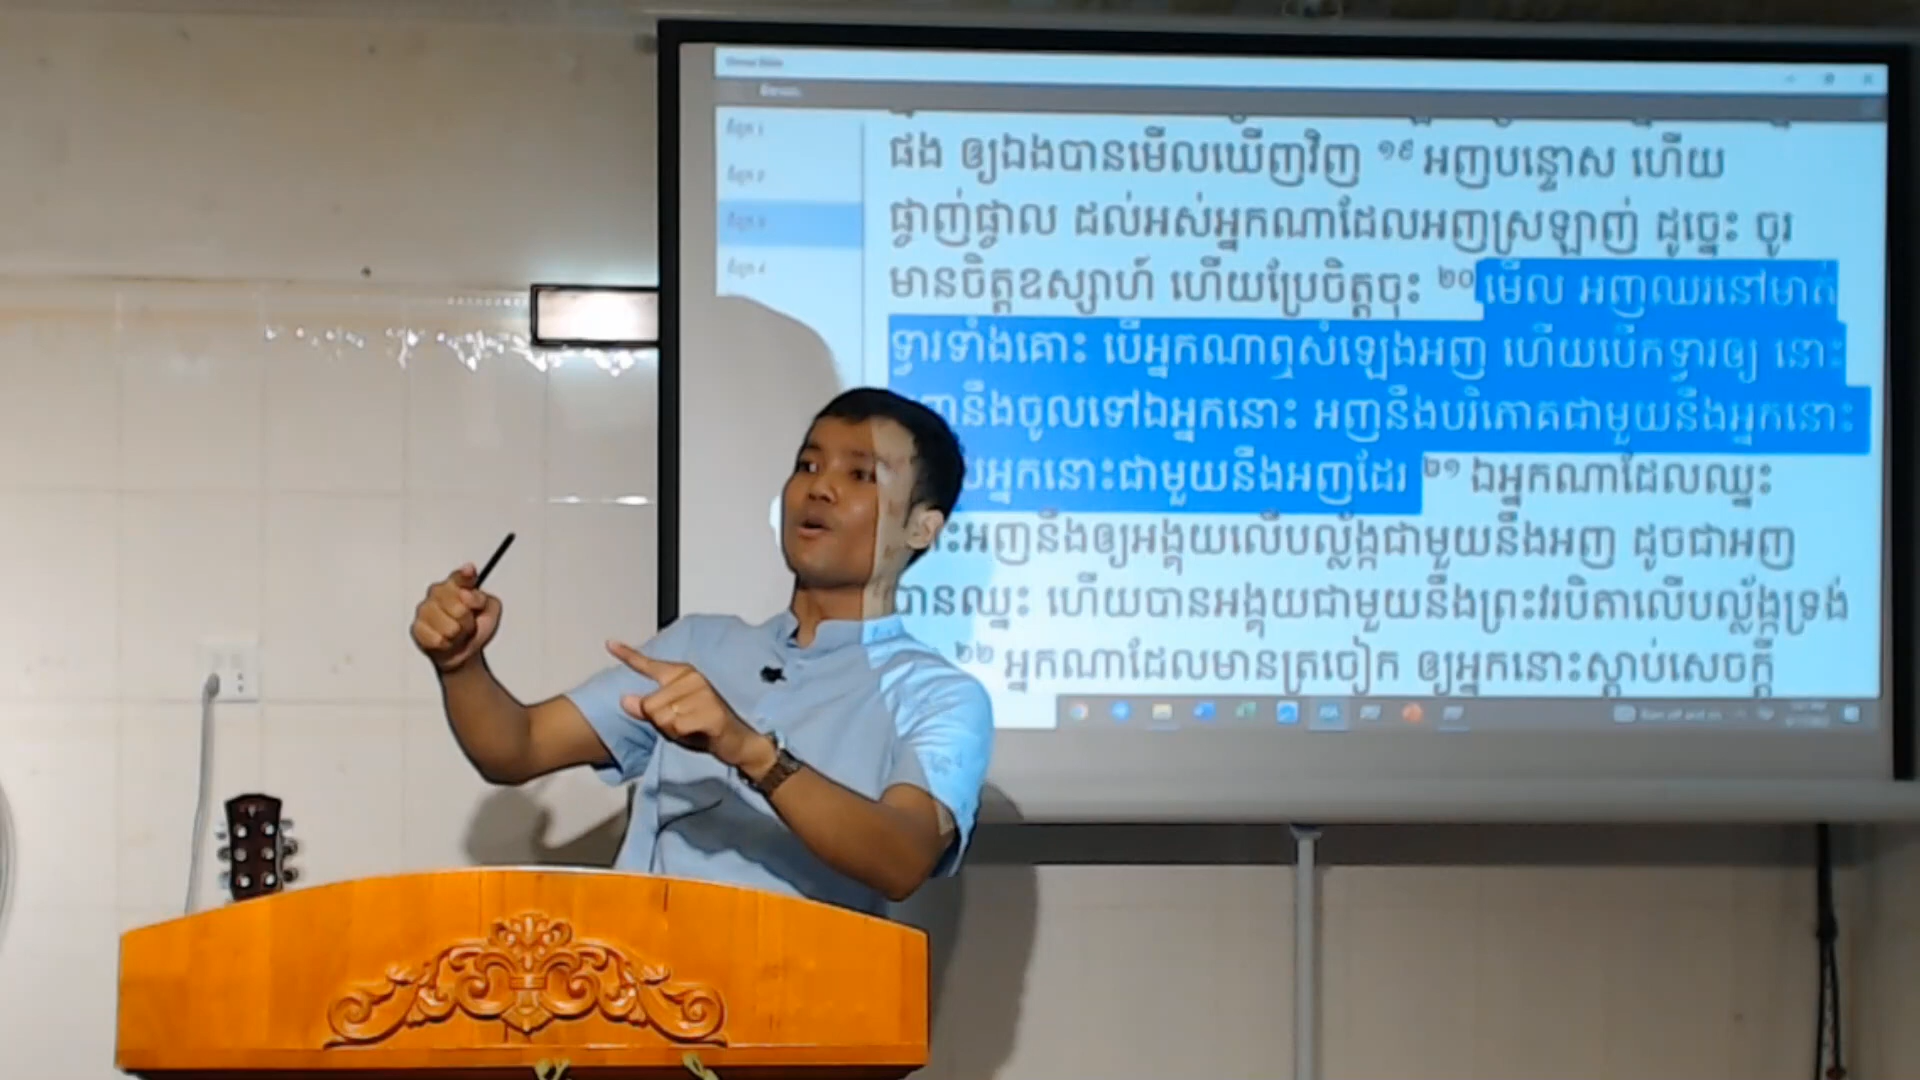 ផង ឲ្យឯងបានមើលឃើញវិញ ១៩ អញបន្ទោស ហើយ
ផ្ចាញ់ផ្ចាល ដល់អស់អ្នកណាដែលអញស្រឡាញ់ ដូច្នេះ ចូរ
មានចិត្តឧស្សាហ៍ ហើយប្រែចិត្តចុះ ២០ មើល អញឈរនៅមាត់
ទ្វារទាំងគោះ បើអ្នកណាឮសំឡេងអញ ហើយបើកទ្វារឲ្យ នោះ
នឹងចូលទៅឯអ្នកនោះ អញនឹងបរិភោគជាមួយនឹងអ្នកនោះ
អ្នកនោះជាមួយនឹងអញដែរ ២១ ឯអ្នកណាដែលឈ្នះ
អញនឹងឲ្យអង្គុយលើបល្ល័ង្កជាមួយនឹងអញ ដូចជាអញ
បានឈ្នះ ហើយបានអង្គុយជាមួយនឹងព្រះវរបិតាលើបល្ល័ង្កទ្រង់
២២ អ្នកណាដែលមានត្រចៀក ឲ្យអ្នកនោះស្តាប់សេចក្ដី